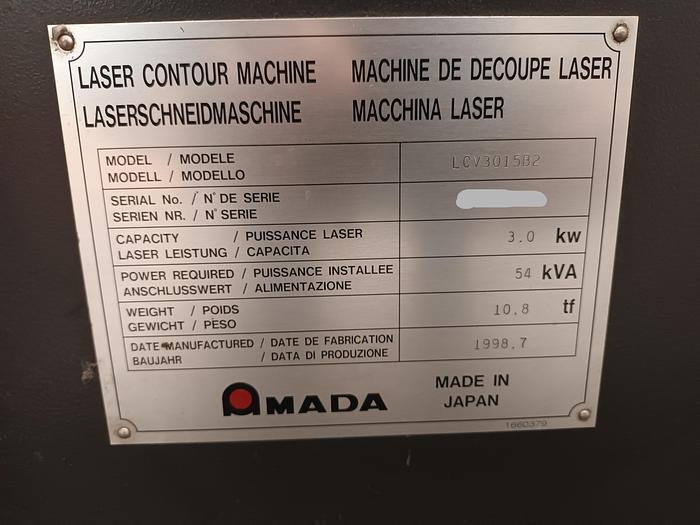 LASER CONTOUR MACHINE MACHINE DE DECOUPE LASER
LASERSCHNEIDMASCHINE MACCHINA LASER
MODEL / MODELE
MODELL / MODELLO LCV3015B2
SERIAL No. / N° DE SERIE
SERIEN NR. / N° SERIE
CAPACITY / PUISSANCE LASER
LASER LEISTUNG / CAPACITA 3.0 kw
POWER REQUIRED / PUISSANCE INSTALLEE
ANSCHLUSSWERT / ALIMENTAZIONE 54 kVA
WEIGHT / POIDS
GEWICHT / PESO 10.8 tf
DATE MANUFACTURED / DATE DE FABRICATION
BAUJAHR / DATA DI PRODUZIONE 1998.7
AMADA MADE IN
JAPAN
1660379